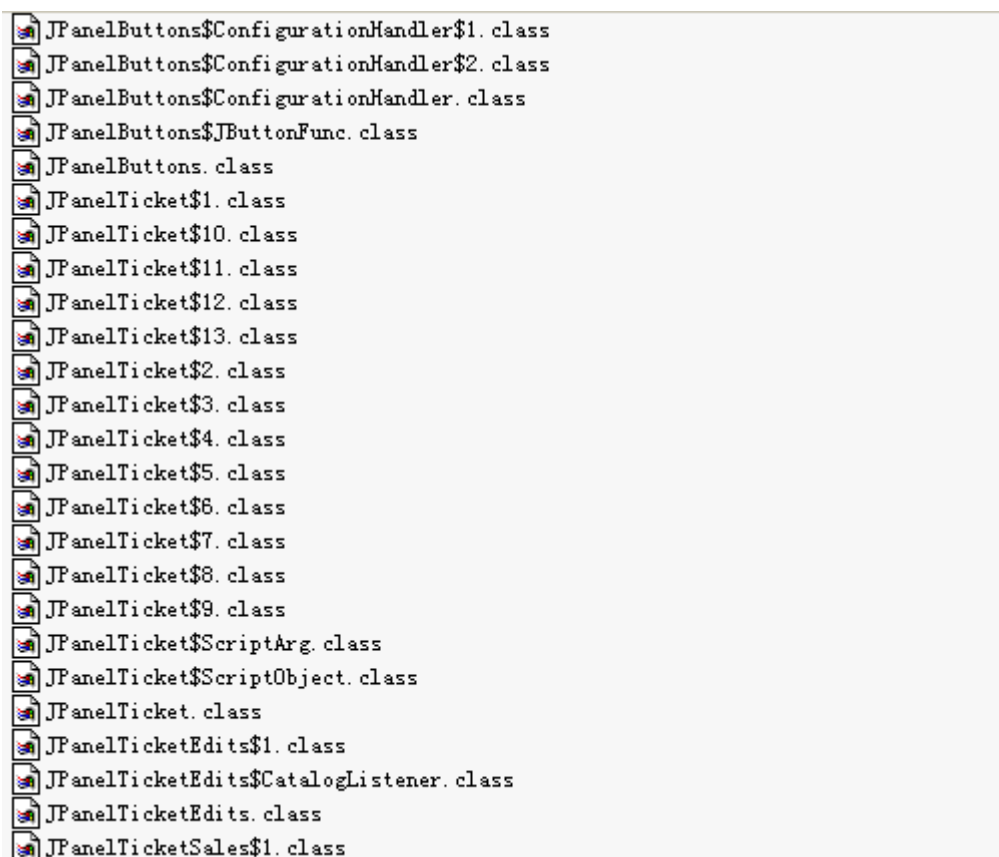 JPanelButtons$ConfigurationHandler$1.class
JPanelButtons$ConfigurationHandler$2.class
JPanelButtons$ConfigurationHandler.class
JPanelButtons$JButtonFunc.class
JPanelButtons.class
JPanelTicket$1.class
JPanelTicket$10.class
JPanelTicket$11.class
JPanelTicket$12.class
JPanelTicket$13.class
JPanelTicket$2.class
JPanelTicket$3.class
JPanelTicket$4.class
JPanelTicket$5.class
JPanelTicket$6.class
JPanelTicket$7.class
JPanelTicket$8.class
JPanelTicket$9.class
JPanelTicket$ScriptArg.class
JPanelTicket$ScriptObject.class
JPanelTicket.class
JPanelTicketEdits$1.class
JPanelTicketEdits$CatalogListener.class
JPanelTicketEdits.class
JPanelTicketSales$1.class